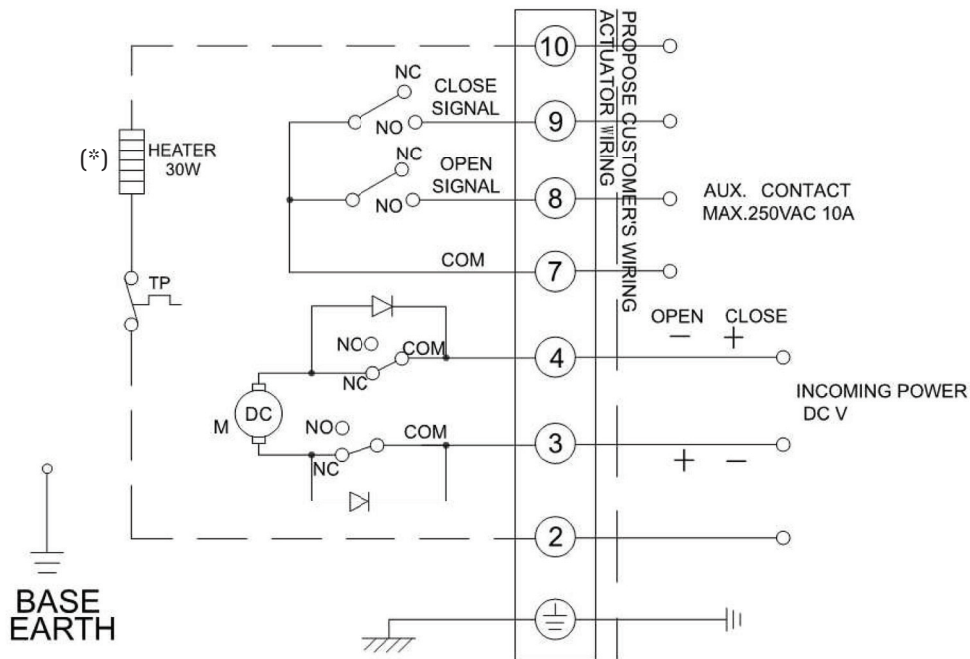 10
PROPOSE CUSTOMER'S WIRING
ACTUATOR WIRING
NC
CLOSE
SIGNAL
NO
9
(*)
HEATER
30W
NC
OPEN
SIGNAL
NO
8
AUX. CONTACT
MAX.250VAC 10A
COM
7
TP
OPEN CLOSE
− +
NO
COM
4
NC
INCOMING POWER
DC V
M
DC
NO
COM
3
+ −
NC
2
BASE
EARTH